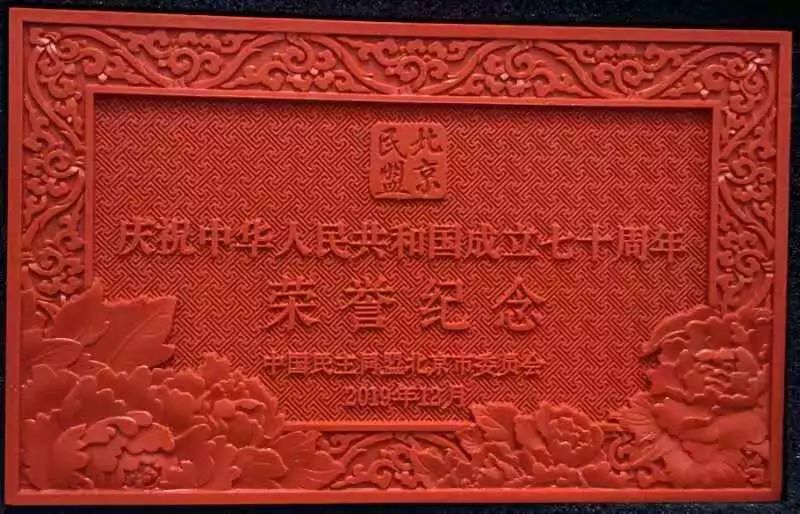 北京民盟
庆祝中华人民共和国成立七十周年
荣誉纪念
中国民主同盟北京市委员会
2019年12月